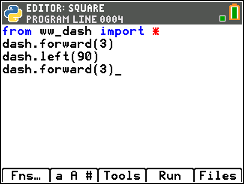 EDITOR: SQUARE
PROGRAM LINE 0004
from ww_dash import *
dash.forward(3)
dash.left(90)
dash.forward(3)_
Fns… a A # Tools Run Files